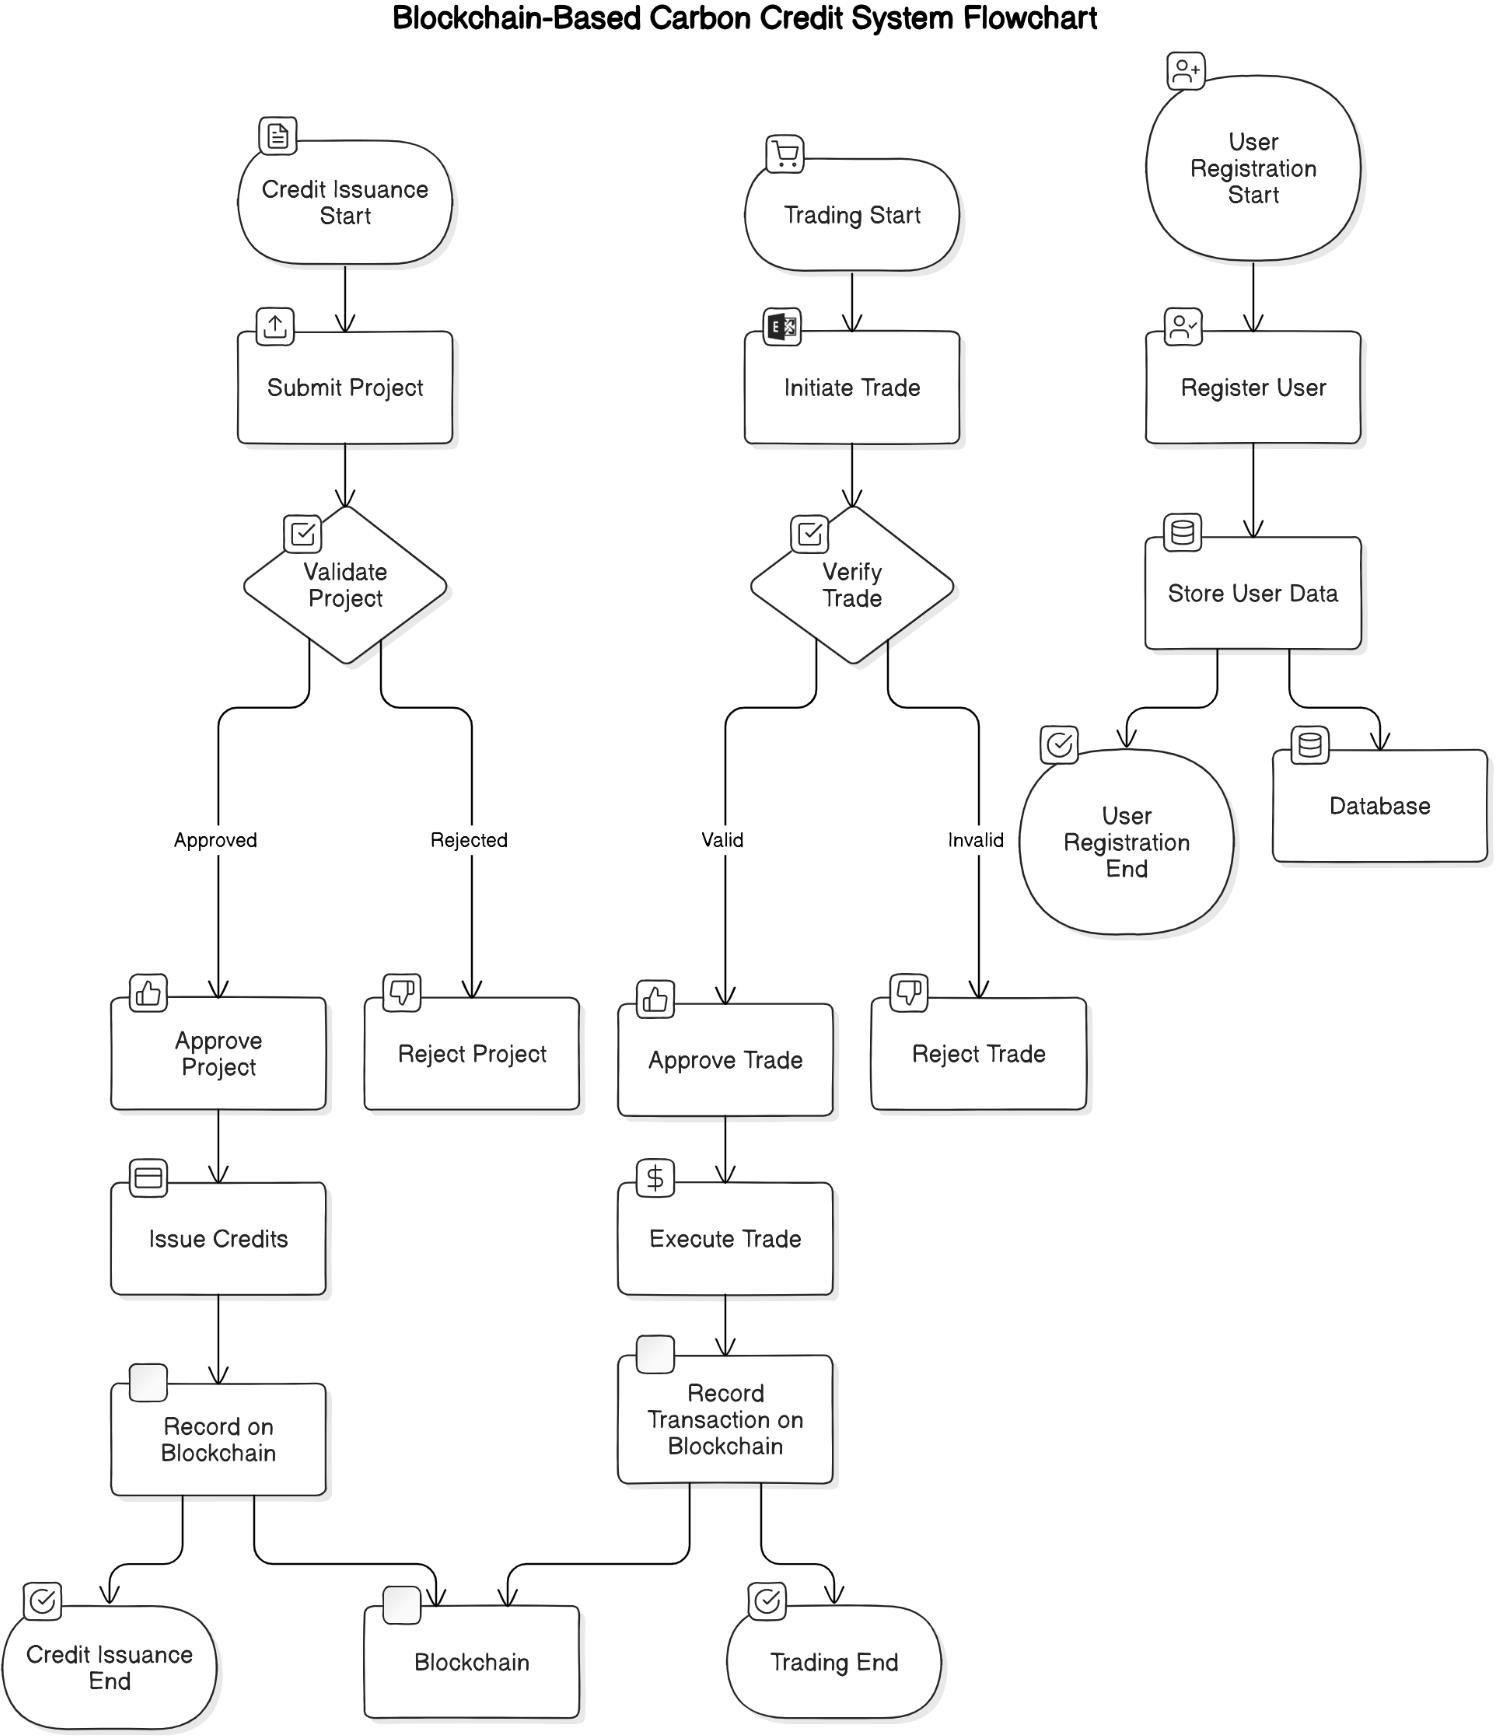 Blockchain-Based Carbon Credit System Flowchart
Credit Issuance
Start
Trading Start
User
Registration
Start
Submit Project
Initiate Trade
E
Register User
Validate
Project
Verify
Trade
Store User Data
Approved
Rejected
Valid
Invalid
User
Registration
End
Database
Approve
Project
Reject Project
Approve Trade
Reject Trade
Issue Credits
$
Execute Trade
Record on
Blockchain
Record
Transaction on
Blockchain
Credit Issuance
End
Blockchain
Trading End